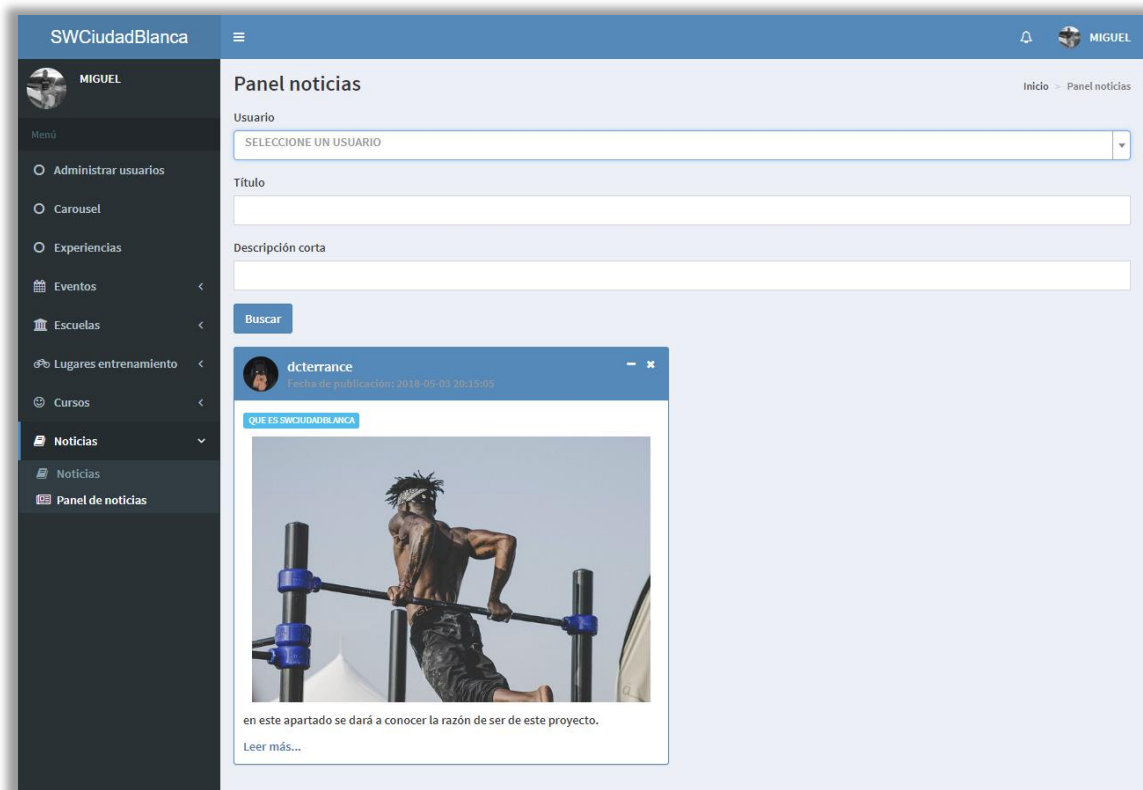 SWCiudadBlanca
MIGUEL
MIGUEL
Menú
Administrar usuarios
Carousel
Experiencias
Eventos
Escuelas
Lugares entrenamiento
Cursos
Noticias
Noticias
Panel de noticias
Panel noticias
Inicio > Panel noticias
Usuario
SELECCIONE UN USUARIO
Título
Descripción corta
Buscar
dcterrance
Fecha de publicación: 2018-05-03 20:15:05
QUE ES SWCIUDADBLANCA
en este apartado se dará a conocer la razón de ser de este proyecto.
Leer más...